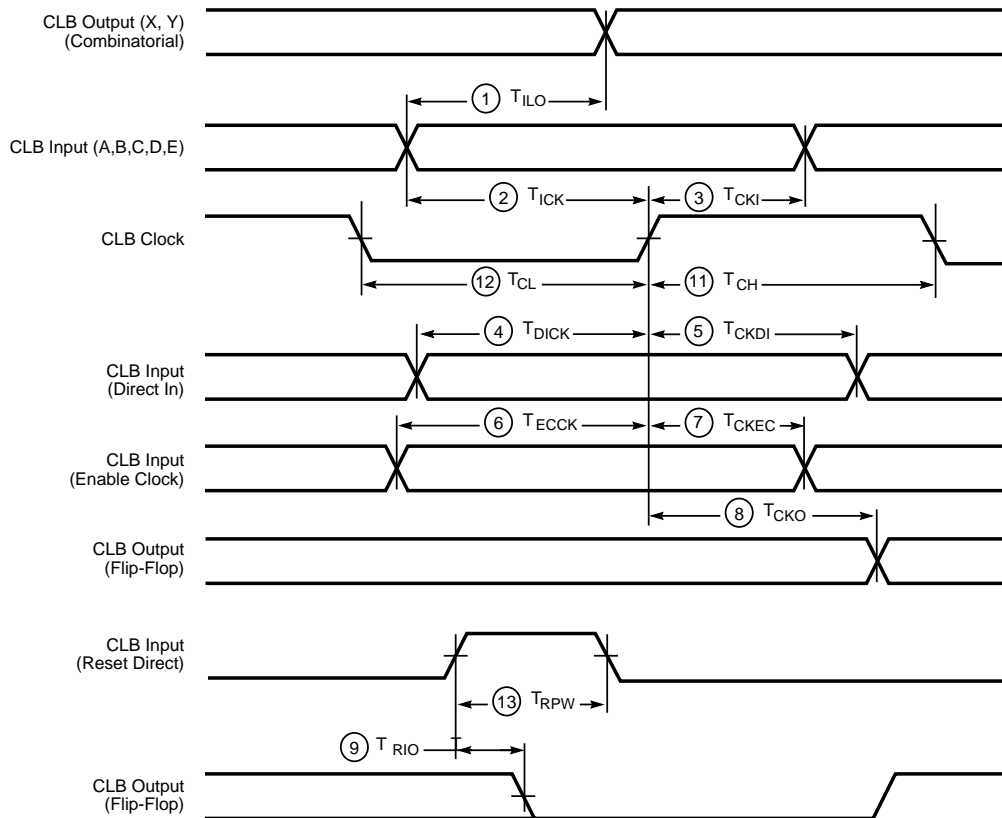 CLB Output (X, Y)
(Combinatorial)
1 TILO
CLB Input (A,B,C,D,E)
2 TICK
3 TCKI
CLB Clock
12 TCL
11 TCH
4 TDICK
5 TCKDI
CLB Input
(Direct In)
6 TECCK
7 TCKEC
CLB Input
(Enable Clock)
8 TCKO
CLB Output
(Flip-Flop)
CLB Input
(Reset Direct)
13 TRPW
9 T RIO T
CLB Output
(Flip-Flop)